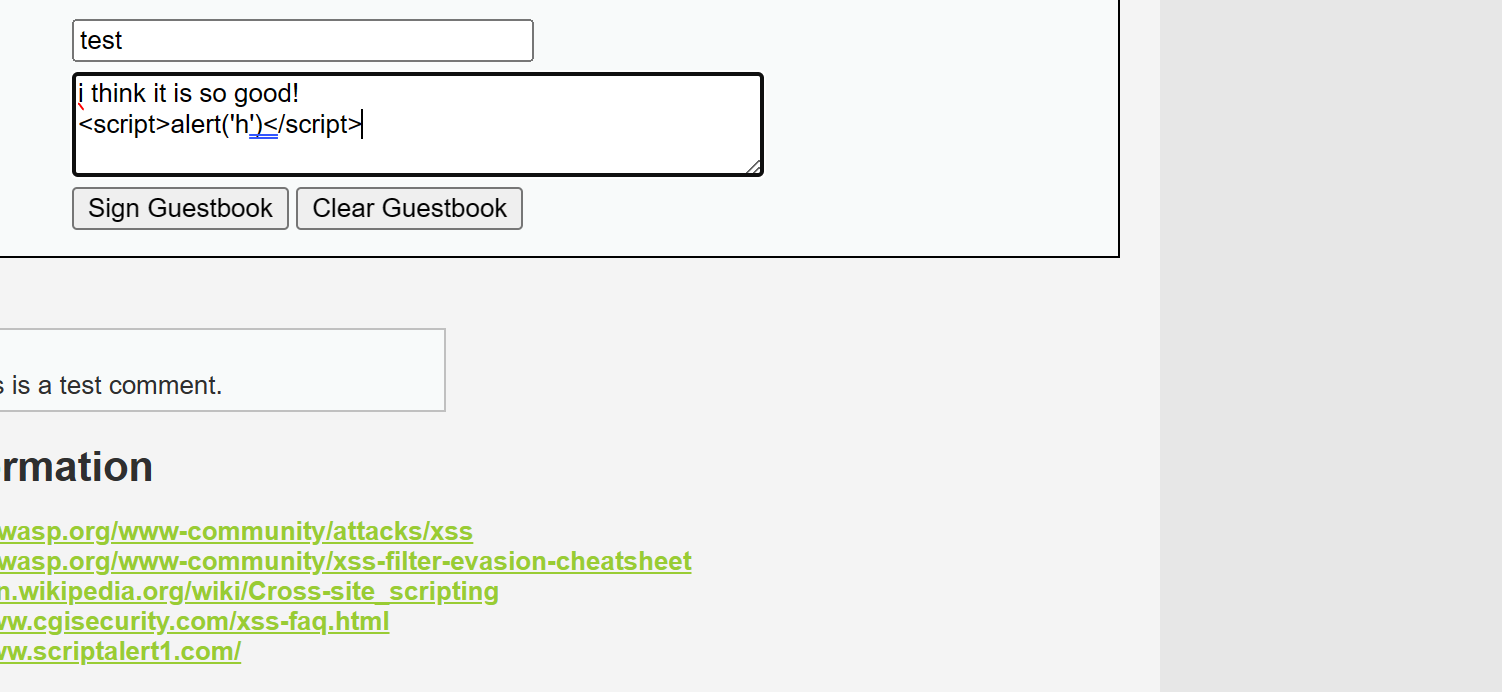 test
i think it is so good!
<script>alert('h')</script>
Sign Guestbook Clear Guestbook
is a test comment.
rmation
wasp.org/www-community/attacks/xss
wasp.org/www-community/xss-filter-evasion-cheatsheet
n.wikipedia.org/wiki/Cross-site_scripting
ww.cgisecurity.com/xss-faq.html
ww.scriptalert1.com/